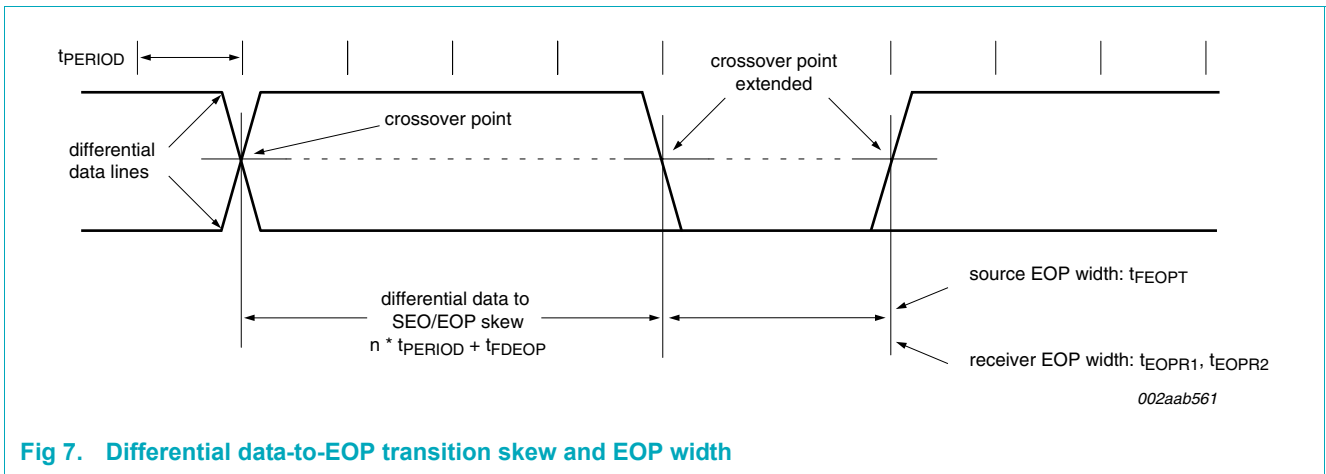 tPERIOD
crossover point
extended
crossover point
differential
data lines
differential data to
SEO/EOP skew
n * tPERIOD + tFDEOP
source EOP width: tFEOPT
receiver EOP width: tEOPR1, tEOPR2
002aab561
Fig 7. Differential data-to-EOP transition skew and EOP width